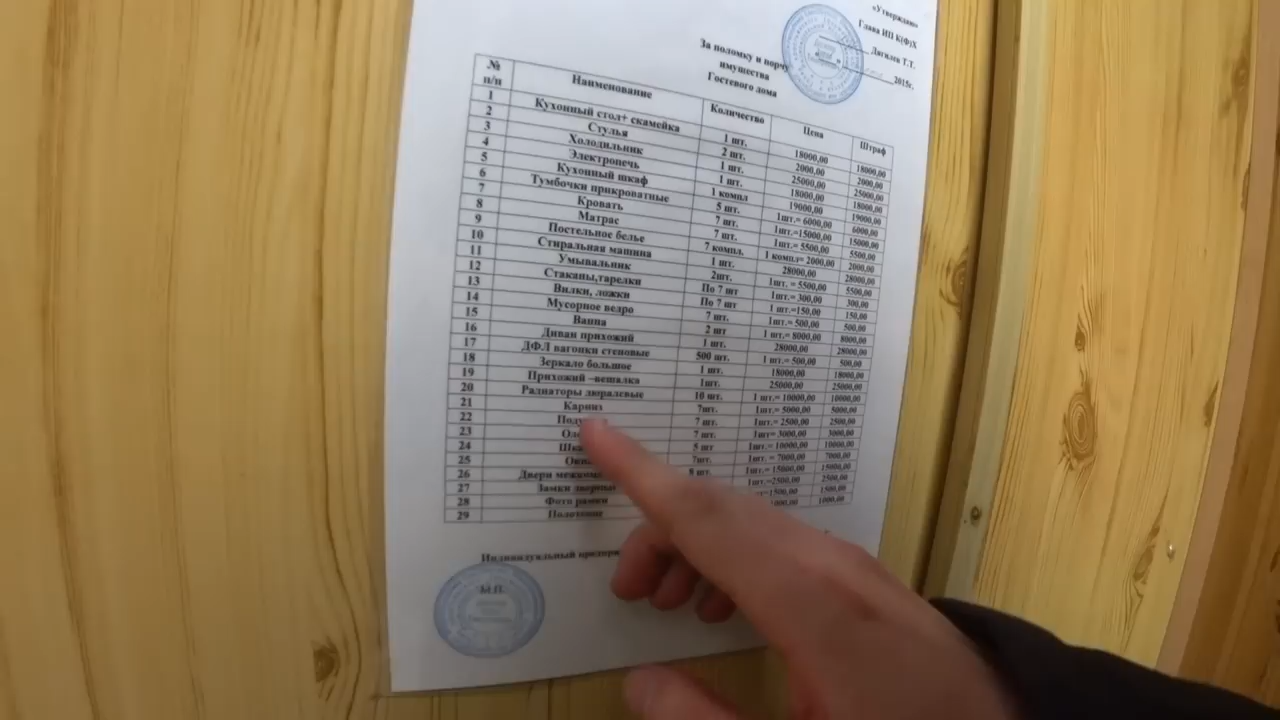 «Утверждаю»
Глава ИП К(Ф)Х
Дягилев Т.Т.
2015г.
За поломку и порчу
имущества
Гостевого дома
№ п/п Наименование Количество Цена Штраф
1 Кухонный стол+ скамейка 1 шт. 18000,00 18000,00
2 Стулья 2 шт. 2000,00 2000,00
3 Холодильник 1 шт. 25000,00 25000,00
4 Электропечь 1 шт. 18000,00 18000,00
5 Кухонный шкаф 1 компл 19000,00 19000,00
6 Тумбочки прикроватные 5 шт. 1шт.= 6000,00 6000,00
7 Кровать 7 шт. 1шт.=15000,00 15000,00
8 Матрас 7 шт. 1шт.= 5500,00 5500,00
9 Постельное белье 7 компл. 1 компл= 2000,00 2000,00
10 Стиральная машина 1 шт. 28000,00 28000,00
11 Умывальник 2шт. 1шт. = 5500,00 5500,00
12 Стаканы,тарелки По 7 шт 1шт.= 300,00 300,00
13 Вилки, ложки По 7 шт 1 шт.=150,00 150,00
14 Мусорное ведро 7 шт. 1шт. = 500,00 500,00
15 Ванна 2 шт 1шт. = 8000,00 8000,00
16 Диван прихожий 1 шт. 28000,00 28000,00
17 ДФЛ вагонки стеновые 500 шт. 1 шт. = 500,00 500,00
18 Зеркало большое 1 шт. 18000,00 18000,00
19 Прихожий –вешалка 1шт. 25000,00 25000,00
20 Радиаторы дюралевые 10 шт. 1 шт.= 10000,00 10000,00
21 Карниз 7шт. 1шт.= 5000,00 5000,00
22 7 шт. 1шт.= 2500,00 2500,00
23 7 шт. 1шт= 3000,00 3000,00
24 5 шт 1шт.= 10000,00 10000,00
25 7шт. 1шт. = 7000,00 7000,00
26 Двери 8 шт. 1шт.= 15000,00 15000,00
27 Замки дверные 1шт.=2500,00 2500,00
28 Фото рамки 1500,00 1500,00
29 Полотенце 1000,00
М.П.